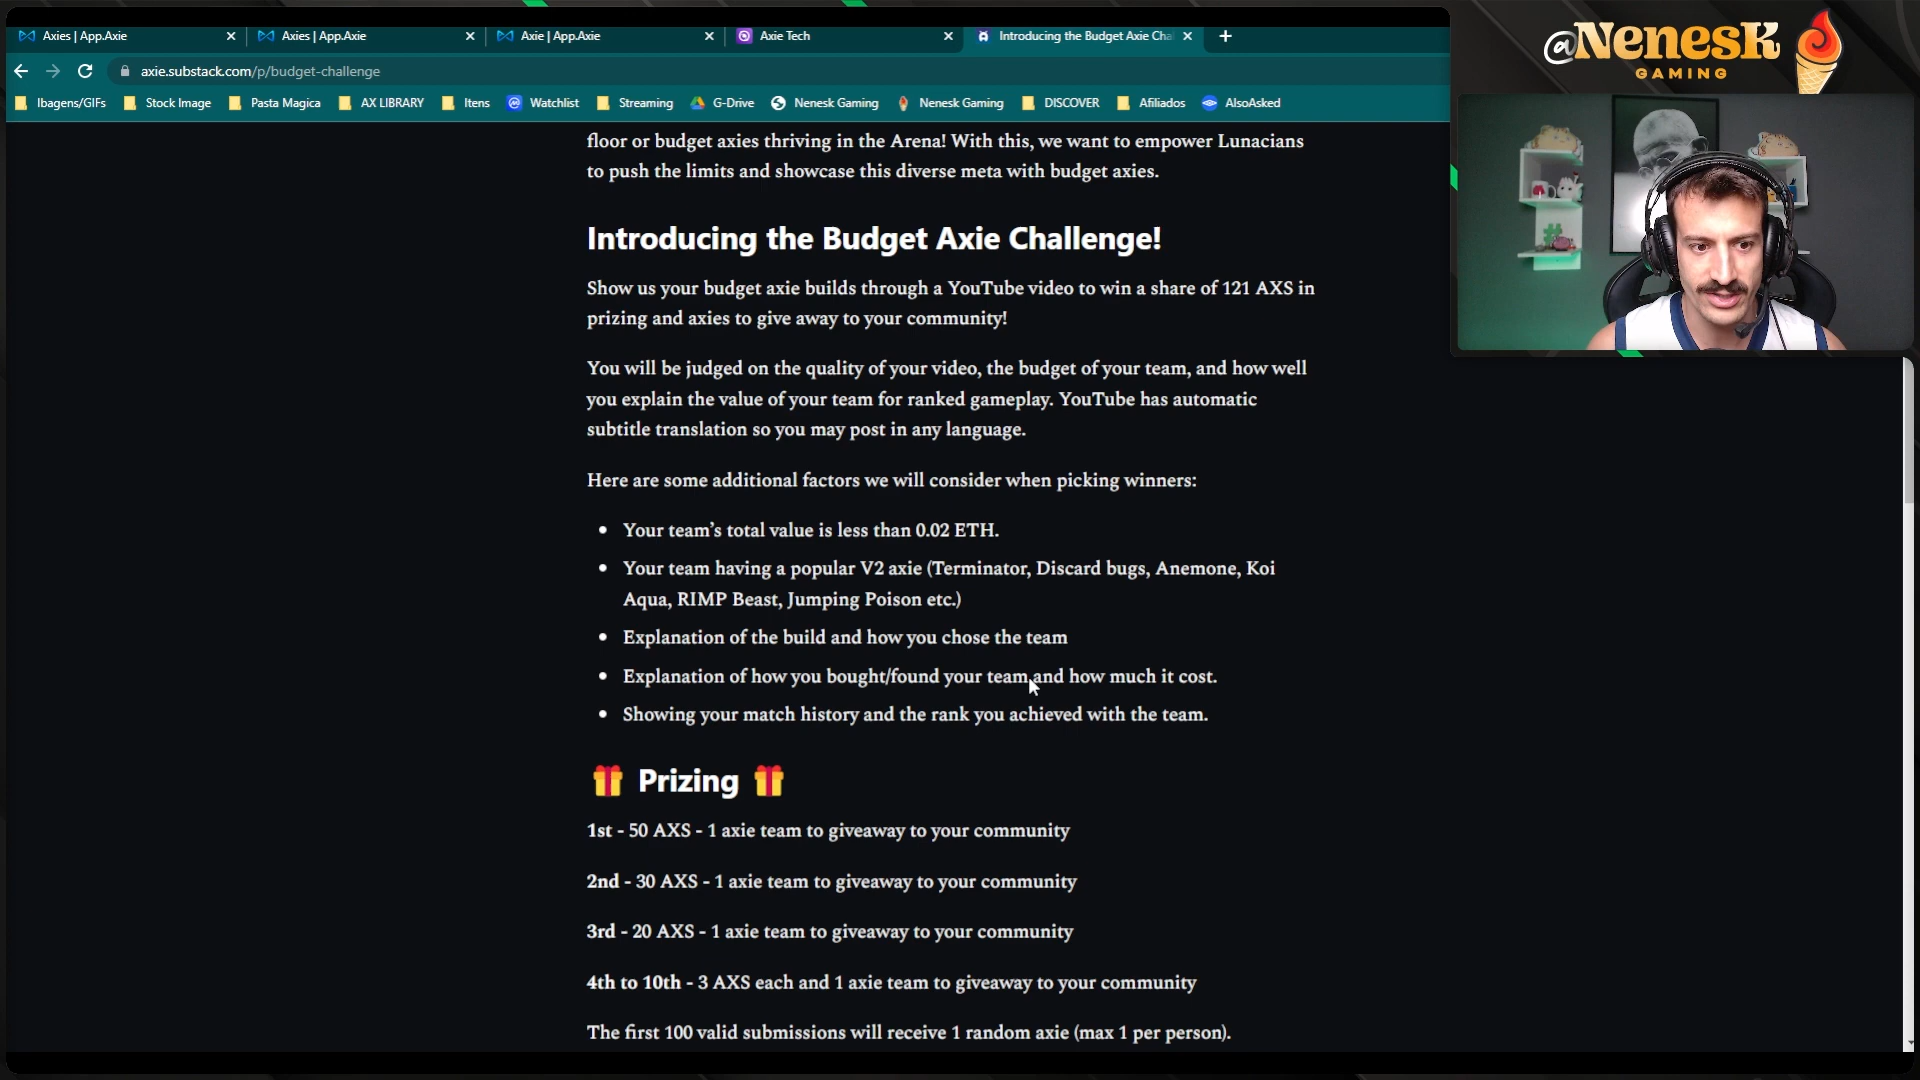 Axies | App.Axie
Axies | App.Axie
Axie | App.Axie
Axie Tech
Introducing the Budget Axie Cha
@NenesK
GAMING
axie.substack.com/p/budget-challenge
Ibagens/GIFs
Stock Image
Pasta Magica
AX LIBRARY
Itens
Watchlist
Streaming
G-Drive
Nenesk Gaming
Nenesk Gaming
DISCOVER
Afiliados
AlsoAsked
floor or budget axies thriving in the Arena! With this, we want to empower Lunacians
to push the limits and showcase this diverse meta with budget axies.
Introducing the Budget Axie Challenge!
Show us your budget axie builds through a YouTube video to win a share of 121 AXS in
prizing and axies to give away to your community!
You will be judged on the quality of your video, the budget of your team, and how well
you explain the value of your team for ranked gameplay. YouTube has automatic
subtitle translation so you may post in any language.
Here are some additional factors we will consider when picking winners:
• Your team’s total value is less than 0.02 ETH.
• Your team having a popular V2 axie (Terminator, Discard bugs, Anemone, Koi
Aqua, RIMP Beast, Jumping Poison etc.)
• Explanation of the build and how you chose the team
• Explanation of how you bought/found your team and how much it cost.
• Showing your match history and the rank you achieved with the team.
🎁 Prizing 🎁
1st - 50 AXS - 1 axie team to giveaway to your community
2nd - 30 AXS - 1 axie team to giveaway to your community
3rd - 20 AXS - 1 axie team to giveaway to your community
4th to 10th - 3 AXS each and 1 axie team to giveaway to your community
The first 100 valid submissions will receive 1 random axie (max 1 per person).